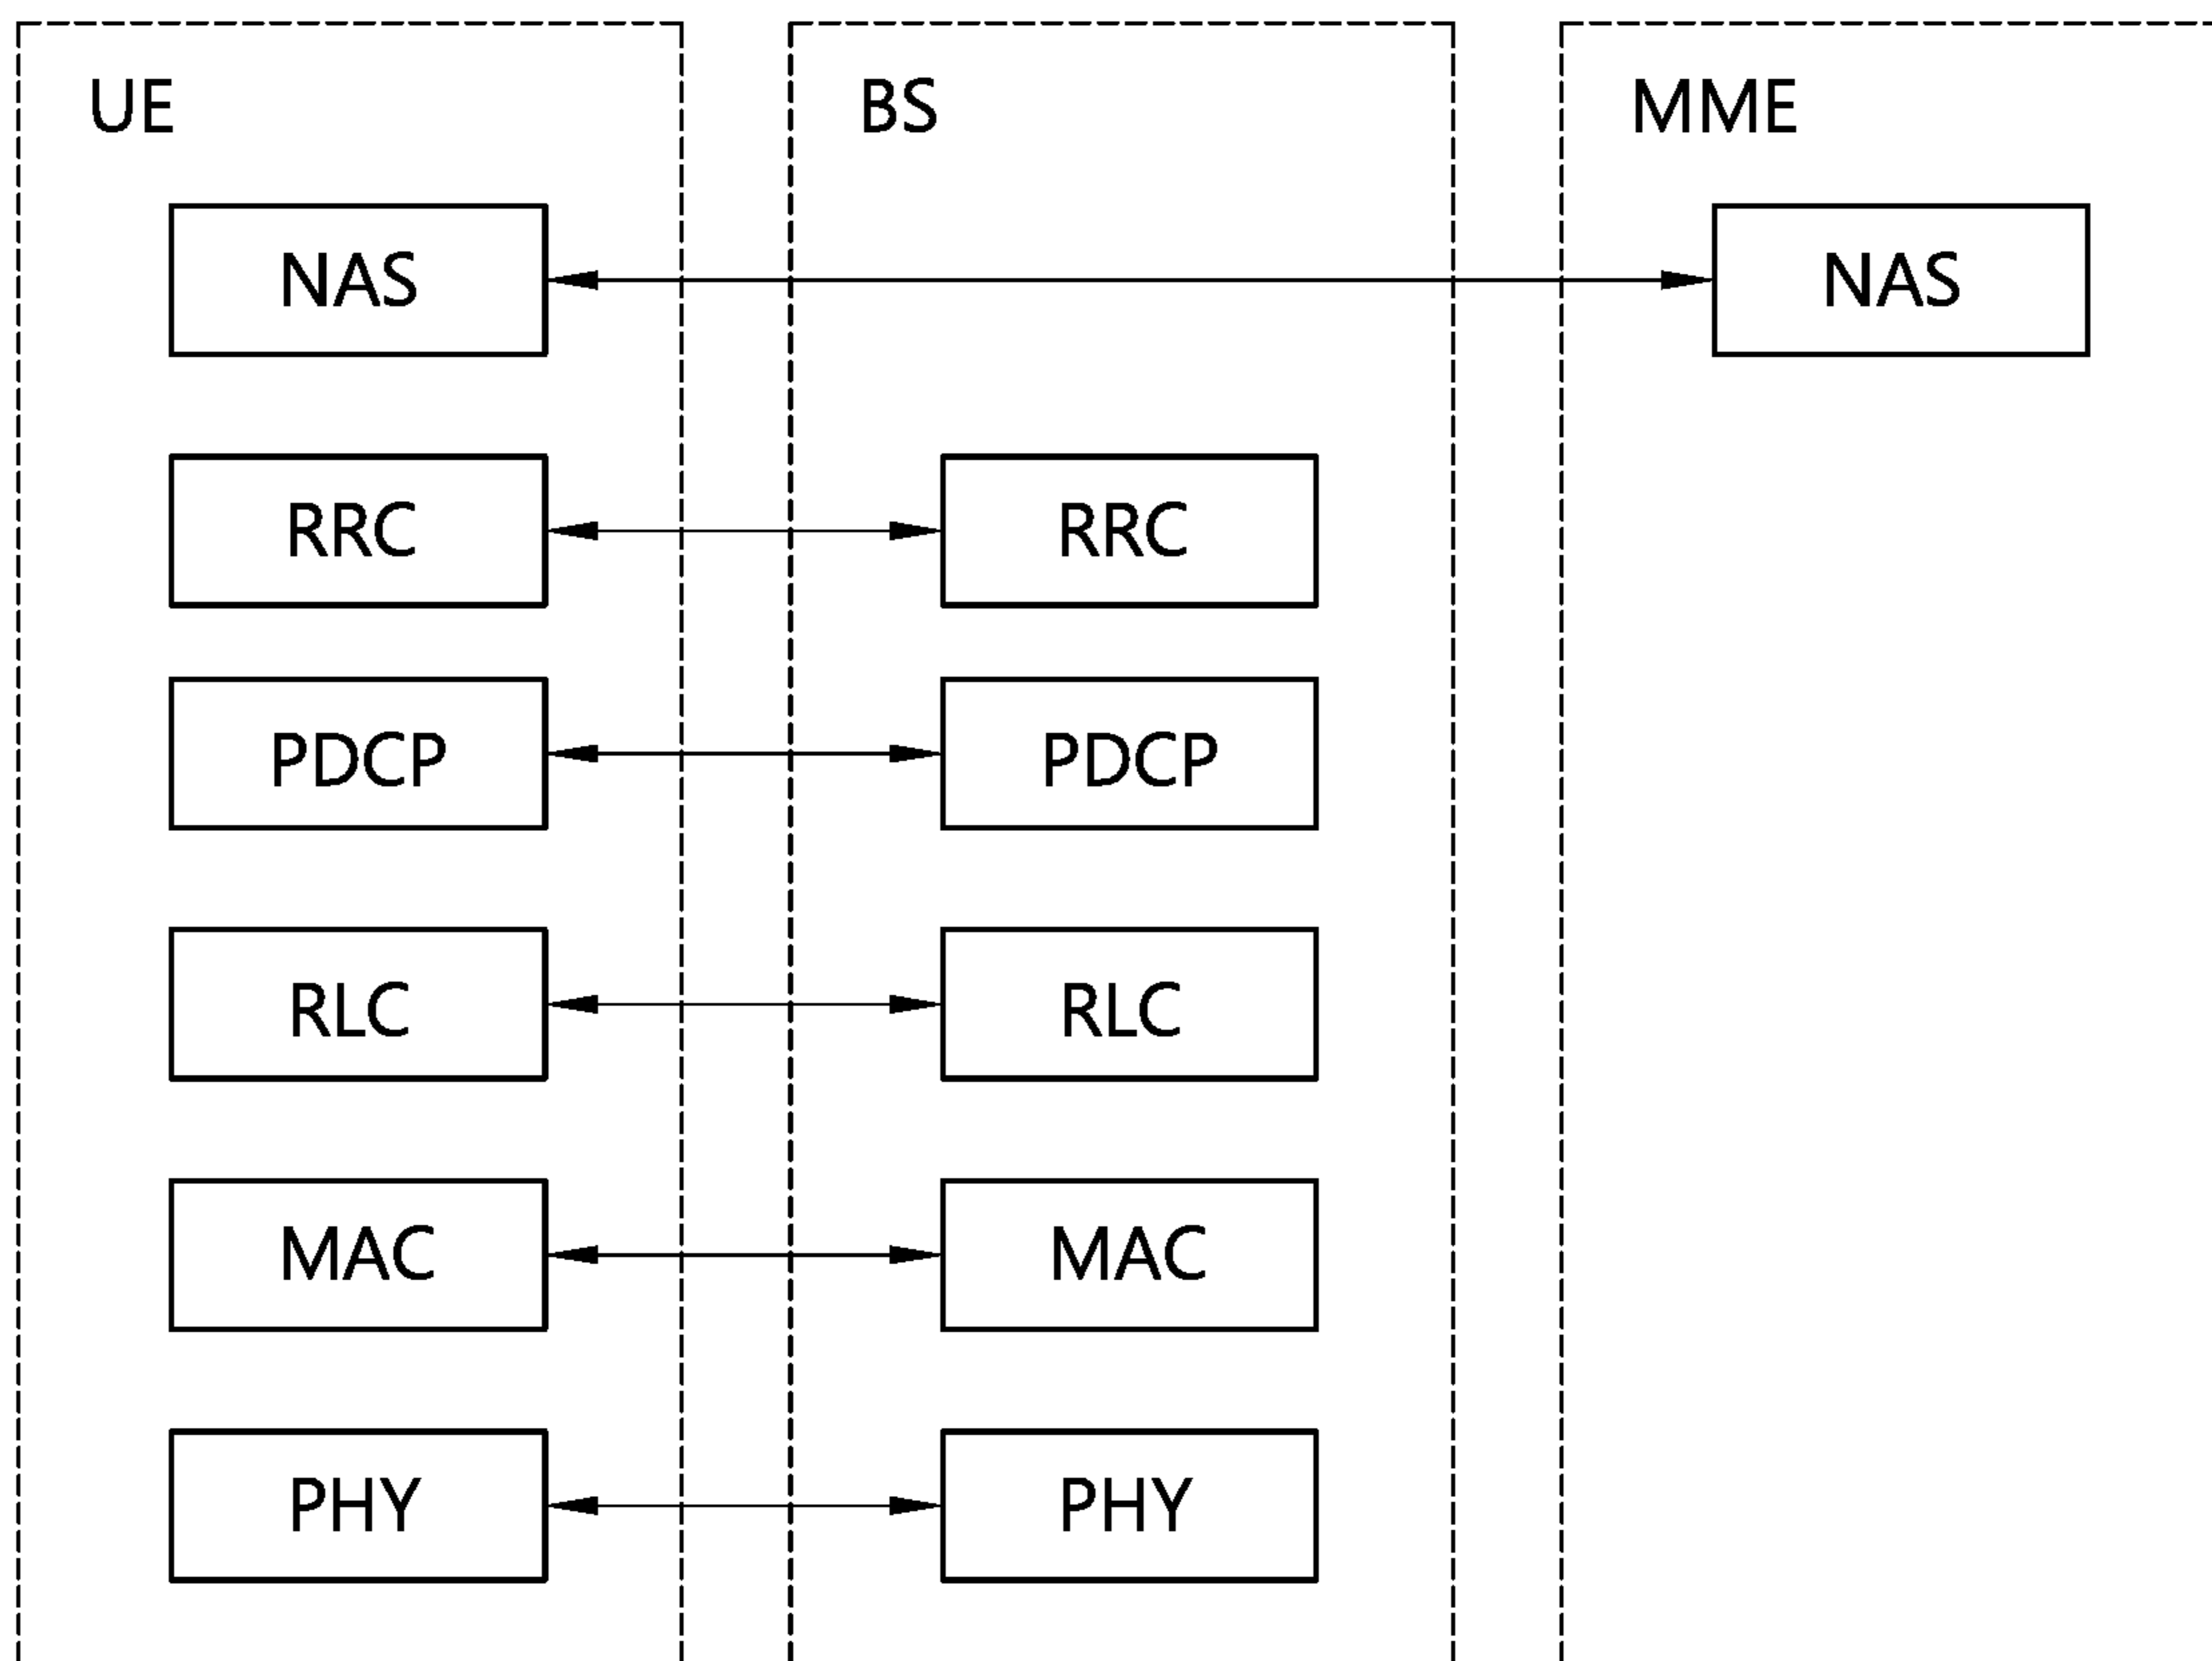 UE BS MME
NAS NAS
RRC RRC
PDCP PDCP
RLC RLC
MAC MAC
PHY PHY